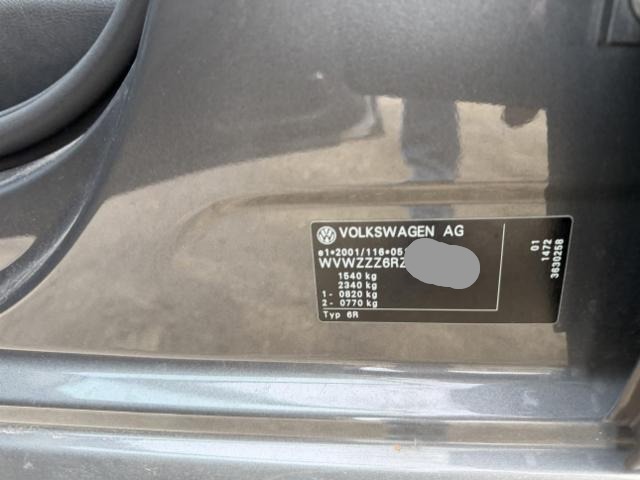 VOLKSWAGEN AG
e1*2001/116*05
WVWZZZ6RZ
1540 kg
2340 kg
1- 0820 kg
2- 0770 kg
Typ 6R
01
1472
3630258